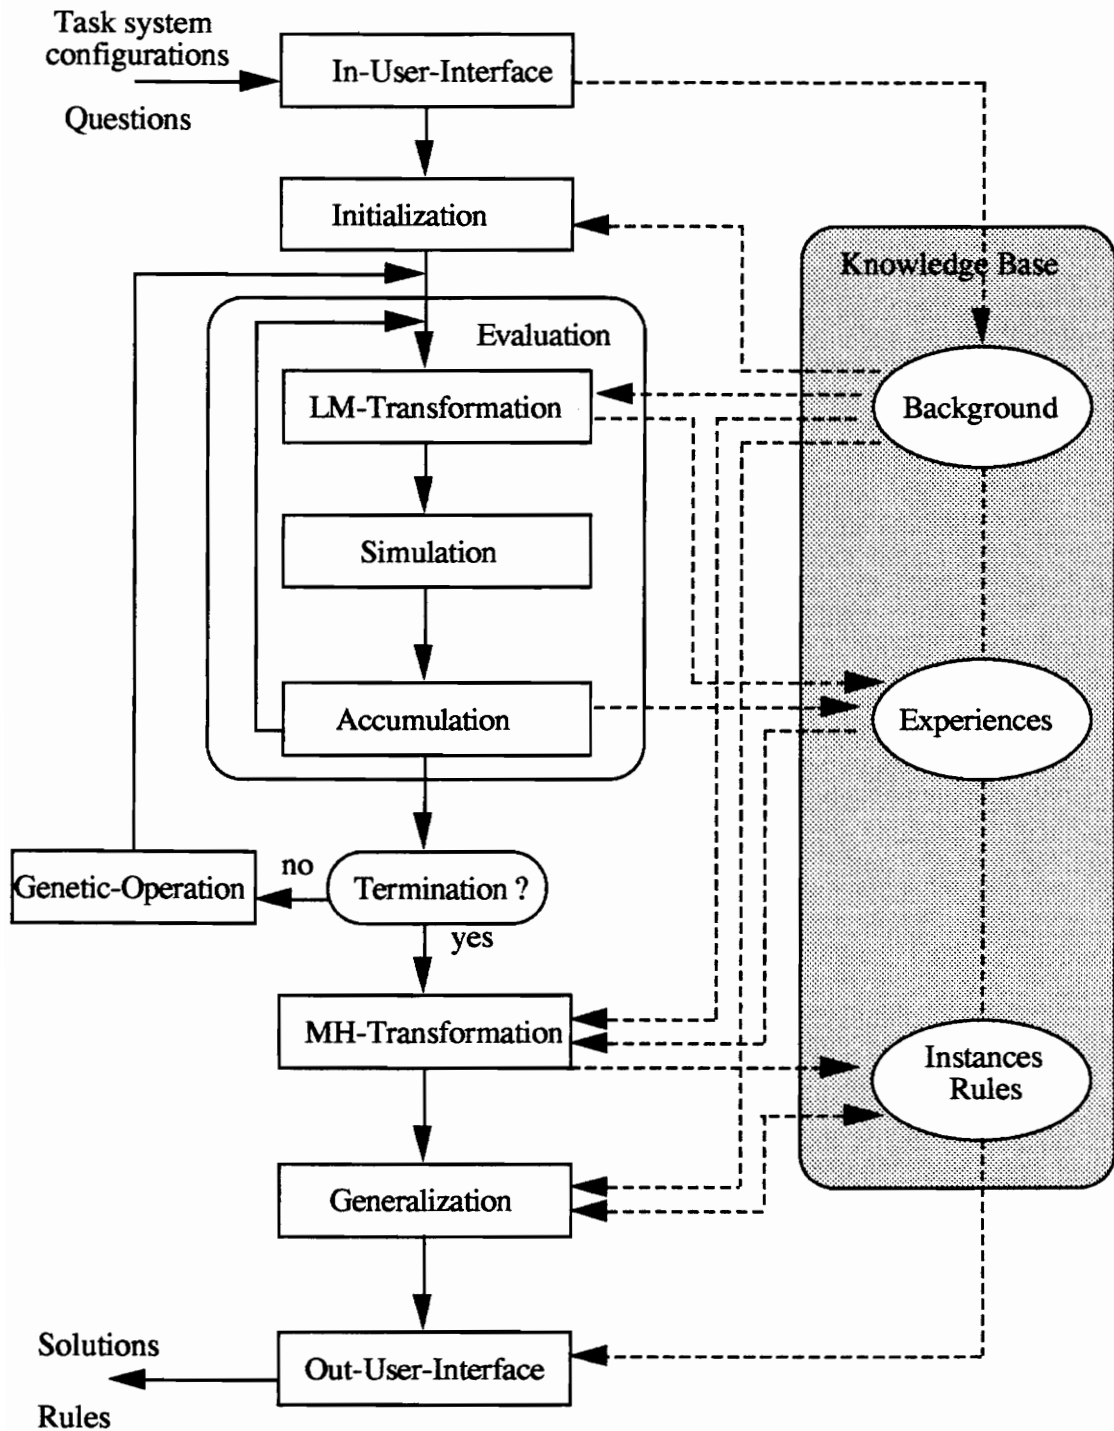 Task system
configurations
In-User-Interface
Questions
Initialization
Knowledge Base
Evaluation
LM-Transformation
Background
Simulation
Accumulation
Experiences
no
Genetic-Operation
Termination ?
yes
MH-Transformation
Instances
Rules
Generalization
Solutions
Out-User-Interface
Rules